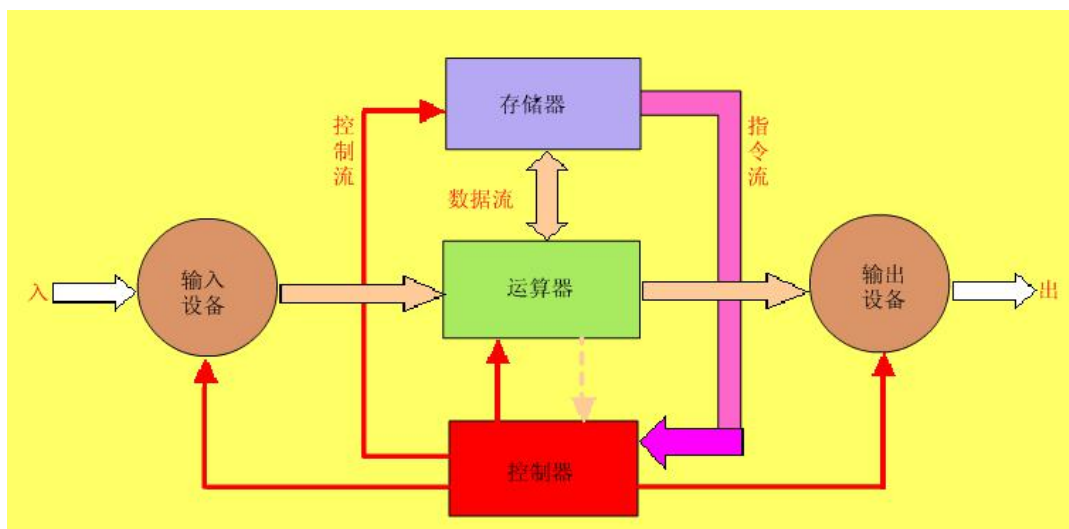 存储器
控制流
指令流
数据流
入
输入
设备
运算器
输出
设备
出
控制器